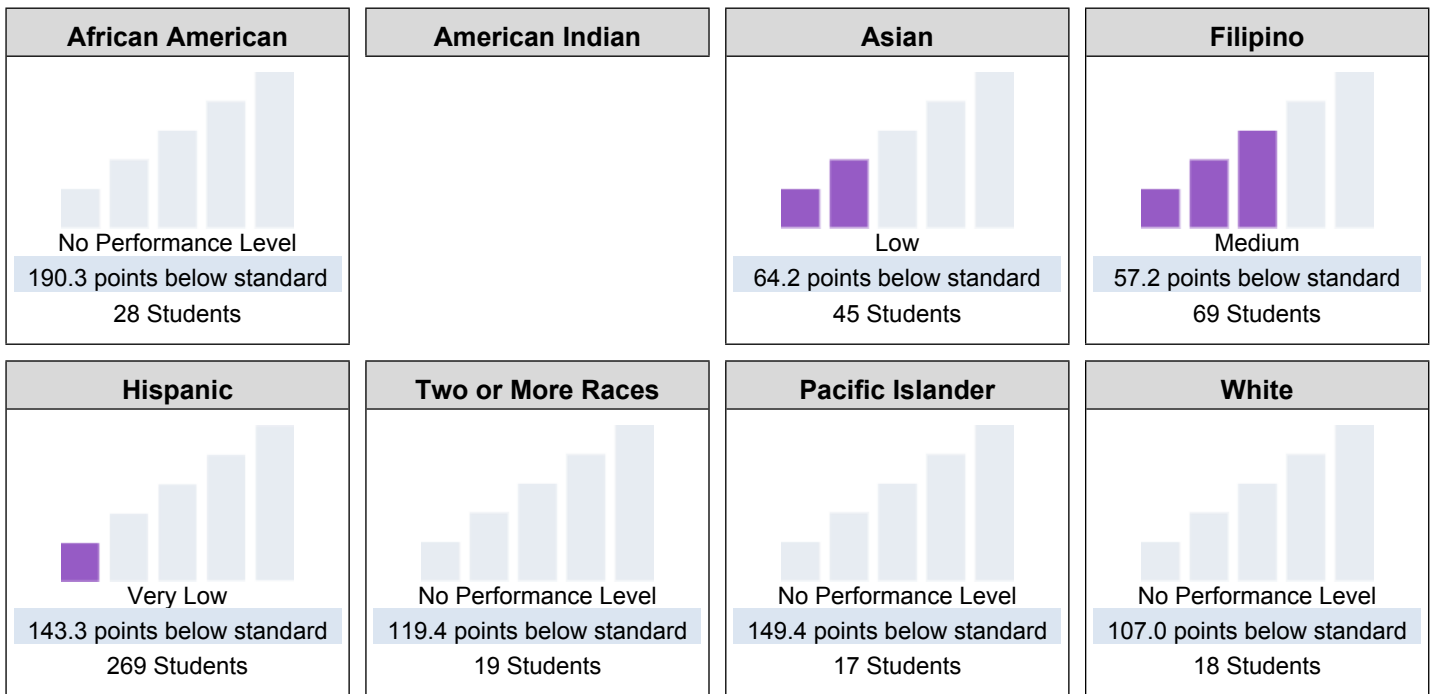 African American
No Performance Level
190.3 points below standard
28 Students
American Indian
Asian
Low
64.2 points below standard
45 Students
Filipino
Medium
57.2 points below standard
69 Students
Hispanic
Very Low
143.3 points below standard
269 Students
Two or More Races
No Performance Level
119.4 points below standard
19 Students
Pacific Islander
No Performance Level
149.4 points below standard
17 Students
White
No Performance Level
107.0 points below standard
18 Students